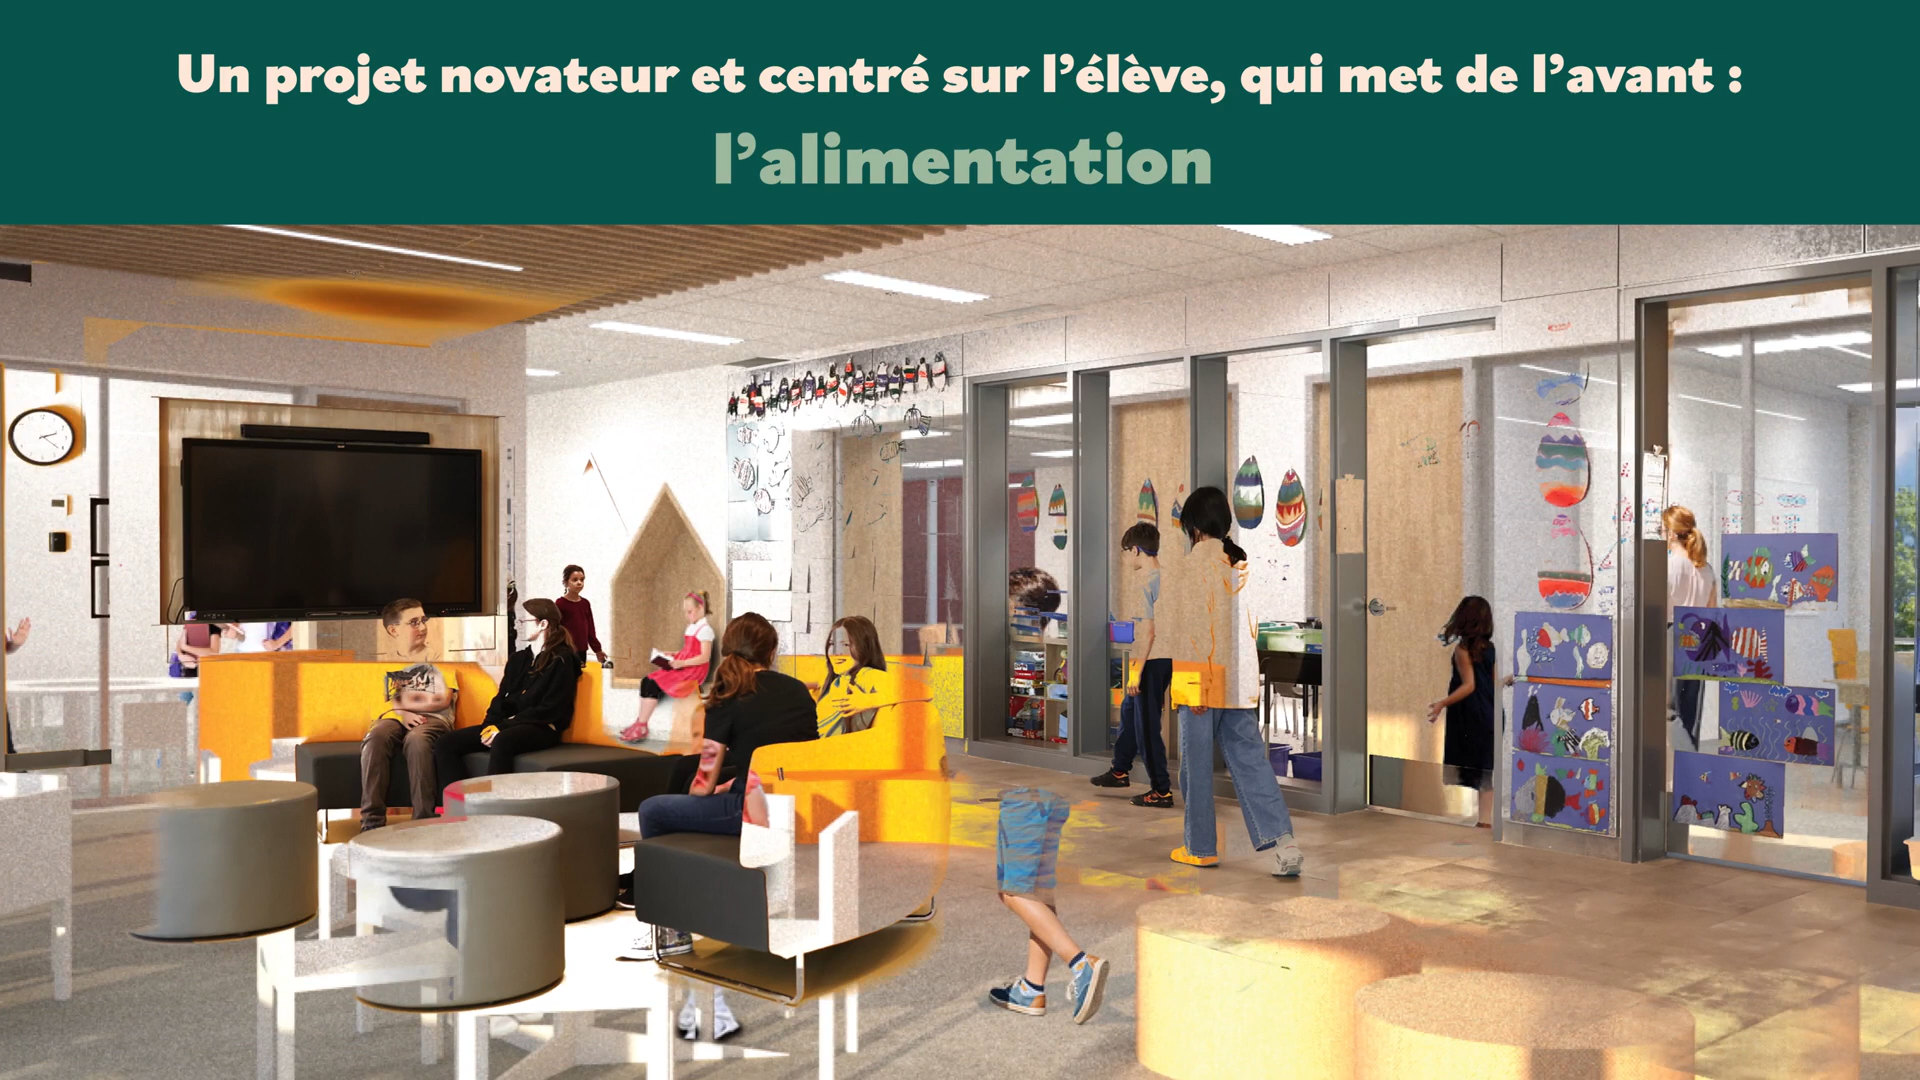 Un projet novateur et centré sur l’élève, qui met de l’avant :
l’alimentation